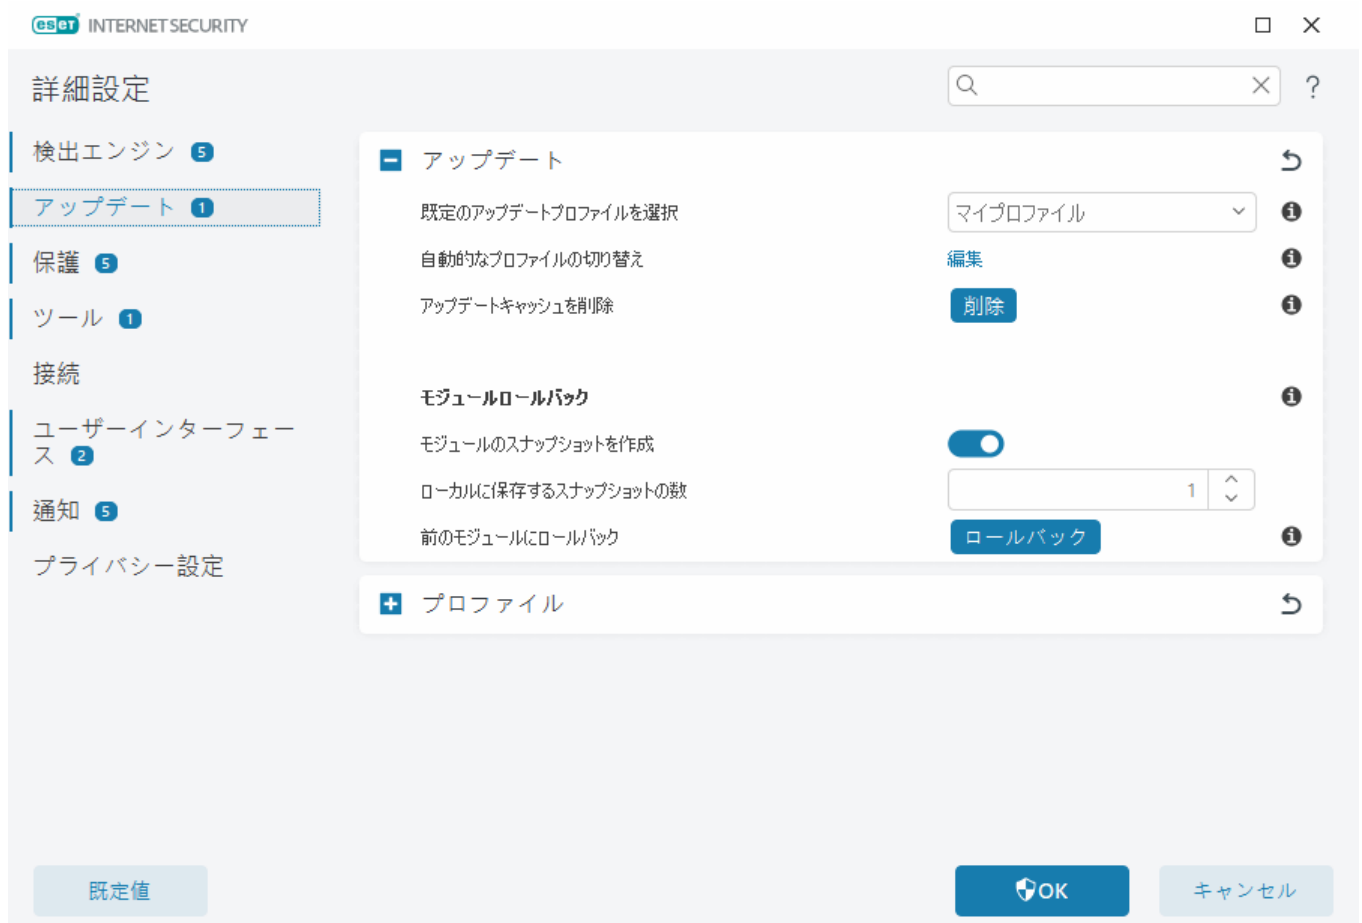 eset INTERNET SECURITY
詳細設定
?
検出エンジン 5
アップデート 1
保護 5
ツール 1
接続
ユーザーインターフェー
ス 2
通知 5
プライバシー設定
アップデート
既定のアップデートプロファイルを選択 マイプロファイル
自動的なプロファイルの切り替え 編集
アップデートキャッシュを削除 削除
モジュールロールバック
モジュールのスナップショットを作成
ローカルに保存するスナップショットの数 1
前のモジュールにロールバック ロールバック
プロファイル
既定値 OK キャンセル